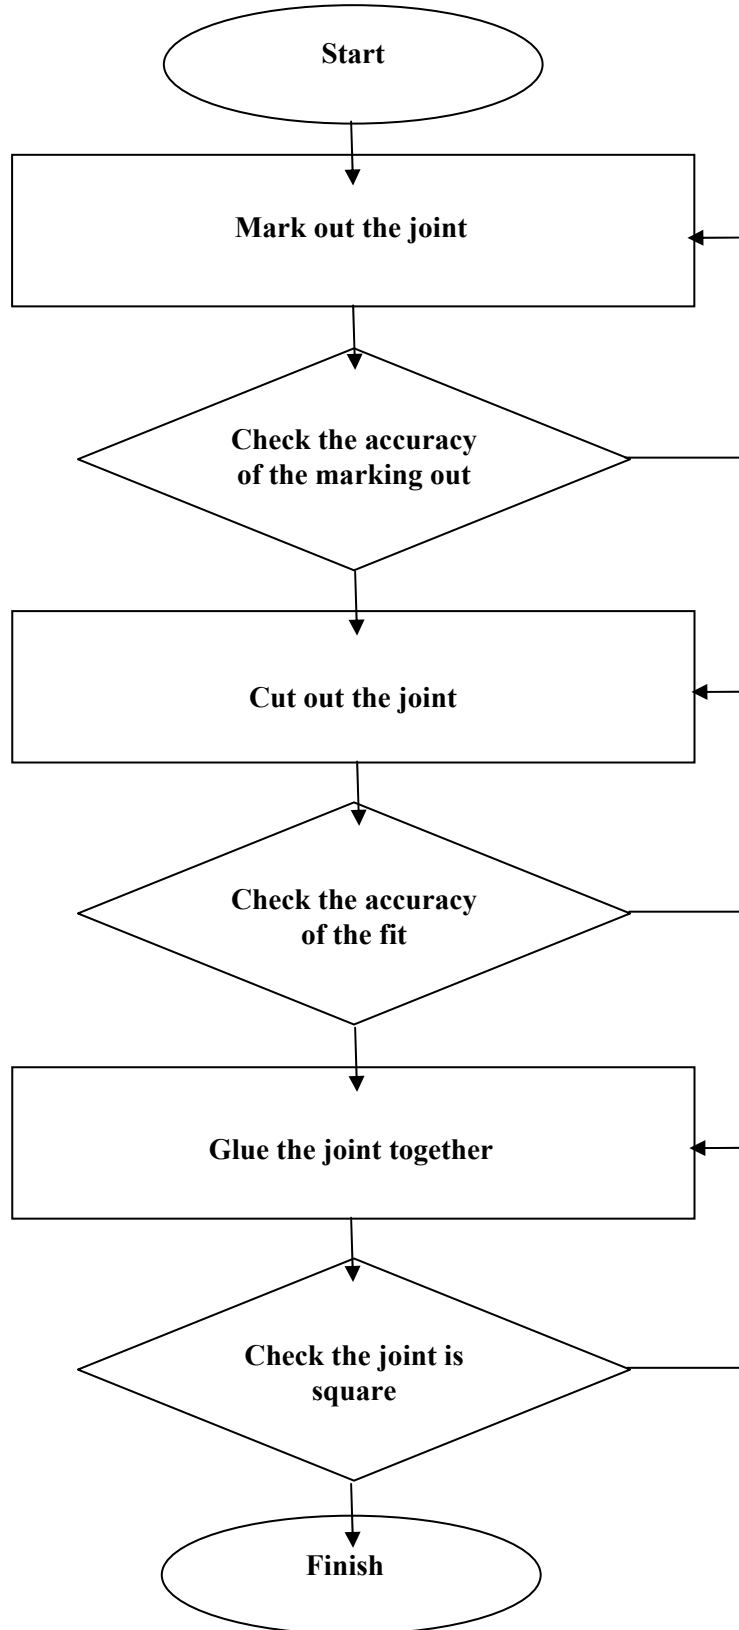 Start
Mark out the joint
Check the accuracy
of the marking out
Cut out the joint
Check the accuracy
of the fit
Glue the joint together
Check the joint is
square
Finish